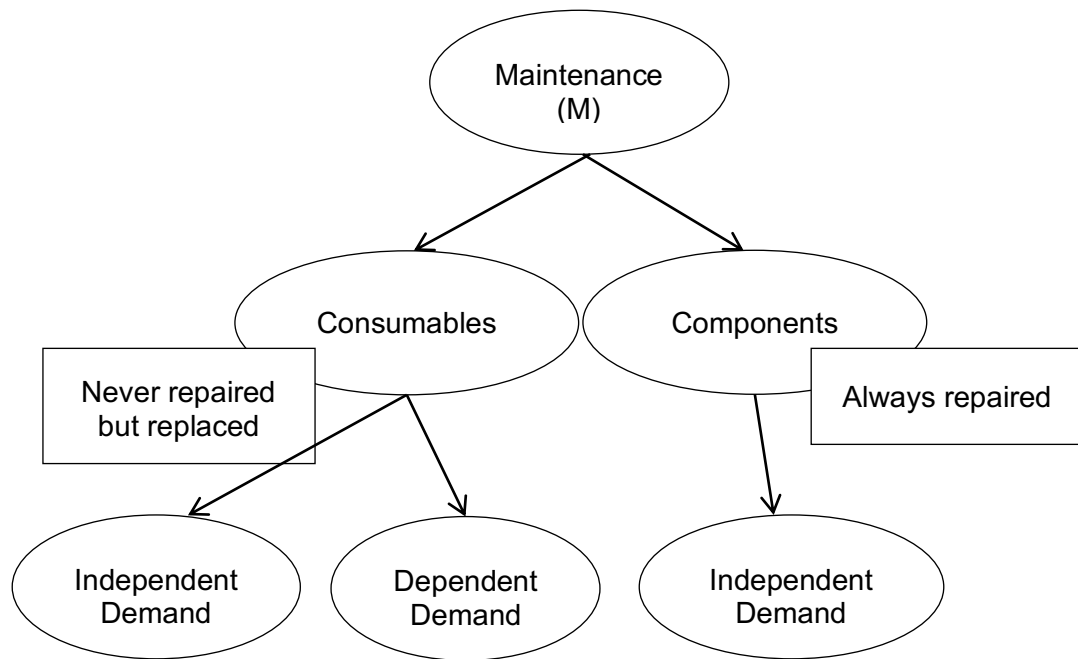 Maintenance
(M)
Consumables
Components
Never repaired
but replaced
Always repaired
Independent
Demand
Dependent
Demand
Independent
Demand